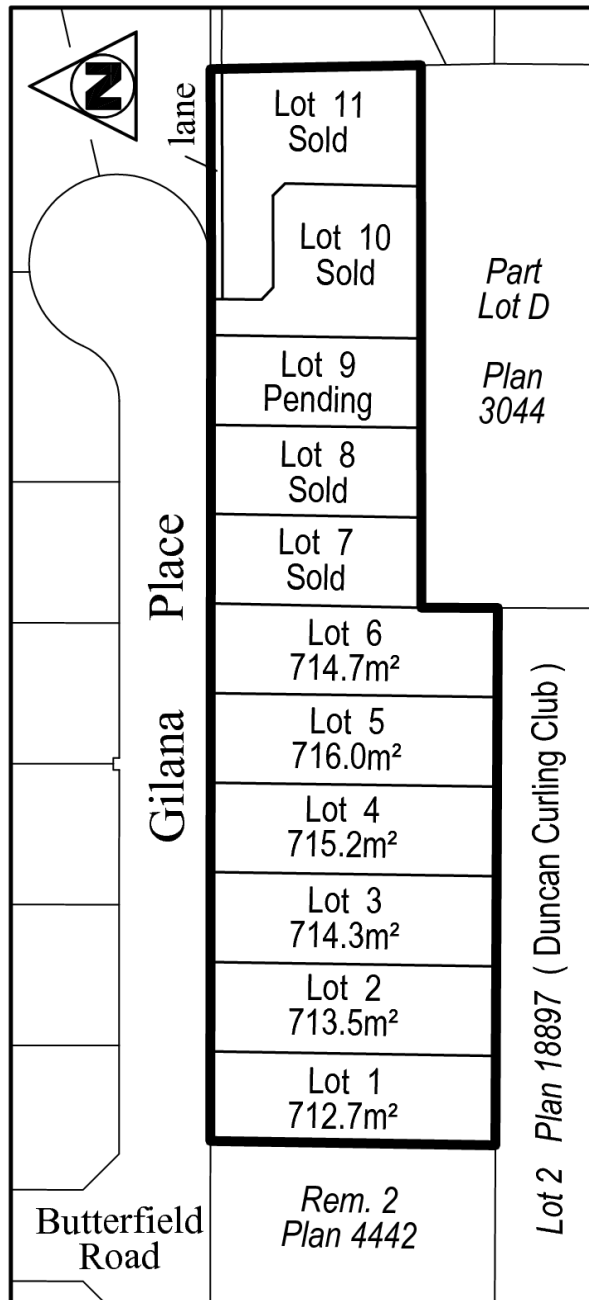 N
lane
Lot 11
Sold
Lot 10
Sold
Part
Lot D
Plan
3044
Lot 9
Pending
Lot 8
Sold
Lot 7
Sold
Lot 6
714.7m²
Lot 5
716.0m²
Lot 4
715.2m²
Lot 3
714.3m²
Lot 2
713.5m²
Lot 1
712.7m²
Gilana Place
Lot 2 Plan 18897 ( Duncan Curling Club )
Butterfield
Road
Rem. 2
Plan 4442